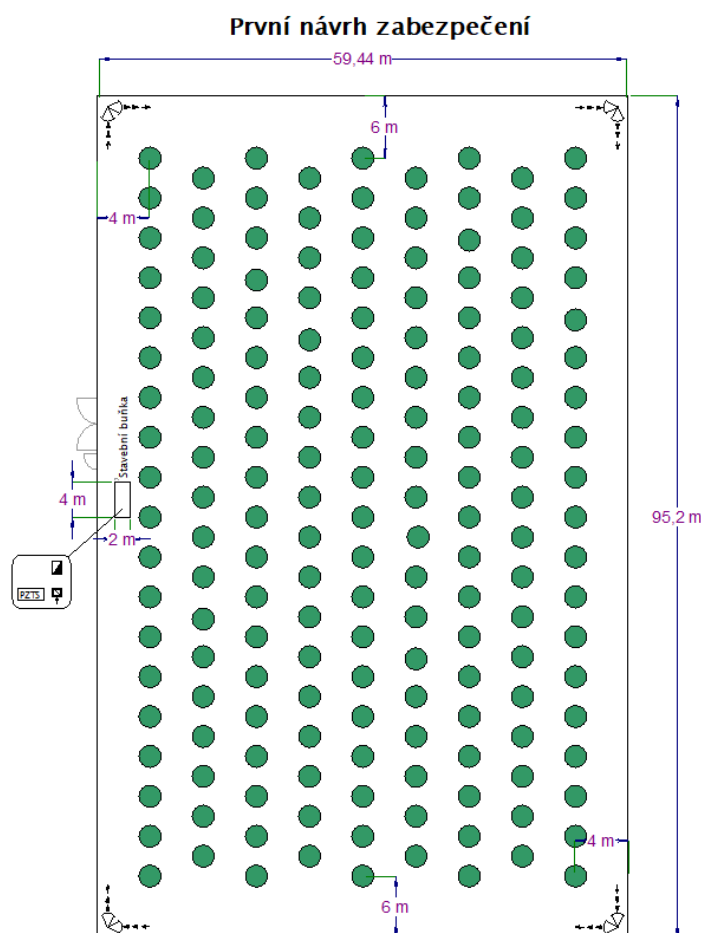 První návrh zabezpečení
59,44 m
6 m
4 m
Stavební buňka
4 m
95,2 m
2 m
PZTS
4 m
6 m